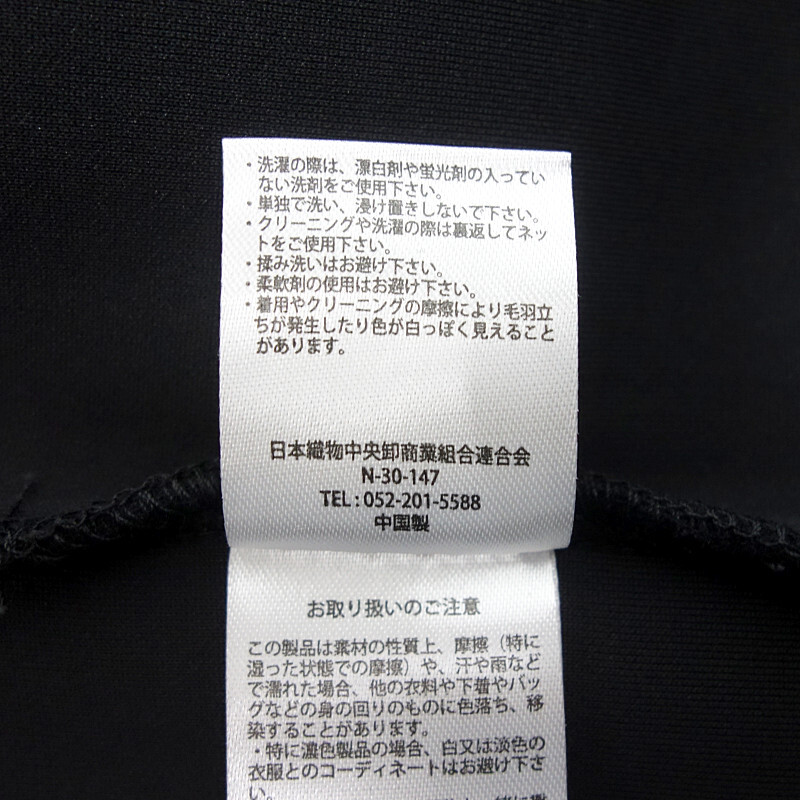 ・洗濯の際は、漂白剤や蛍光剤の入ってい
ない洗剤をご使用下さい。
・単独で洗い、浸け置きしないで下さい。
・クリーニングや洗濯の際は裏返してネッ
トをご使用下さい。
・揉み洗いはお避け下さい。
・柔軟剤の使用はお避け下さい。
・着用やクリーニングの摩擦により毛羽立
ちが発生したり色が白っぽく見えること
があります。
日本織物中央卸商業組合連合会
N-30-147
TEL : 052-201-5588
中国製
お取り扱いのご注意
この製品は素材の性質上、摩擦（特に
湿った状態での摩擦）や、汗や雨など
で濡れた場合、他の衣料や下着やバッ
グなどの身の回りのものに色落ち、移
染することがあります。
・特に濃色製品の場合、白又は淡色の
衣服とのコーディネートはお避け下さ
い。